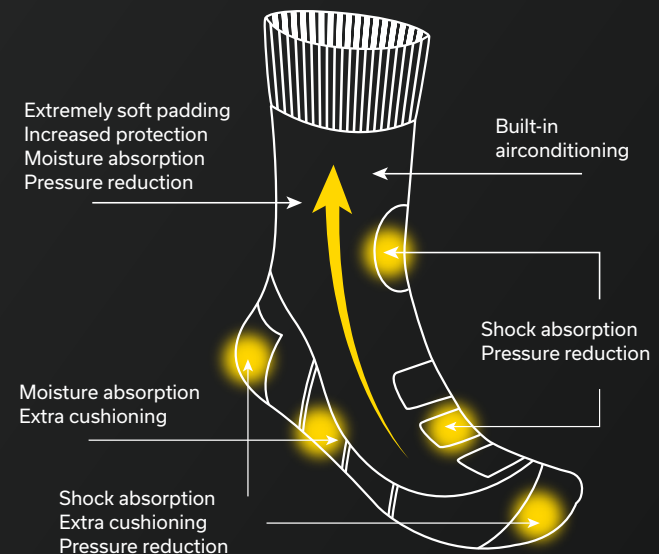 Extremely soft padding
Increased protection
Moisture absorption
Pressure reduction
Built-in
airconditioning
Shock absorption
Pressure reduction
Moisture absorption
Extra cushioning
Shock absorption
Extra cushioning
Pressure reduction